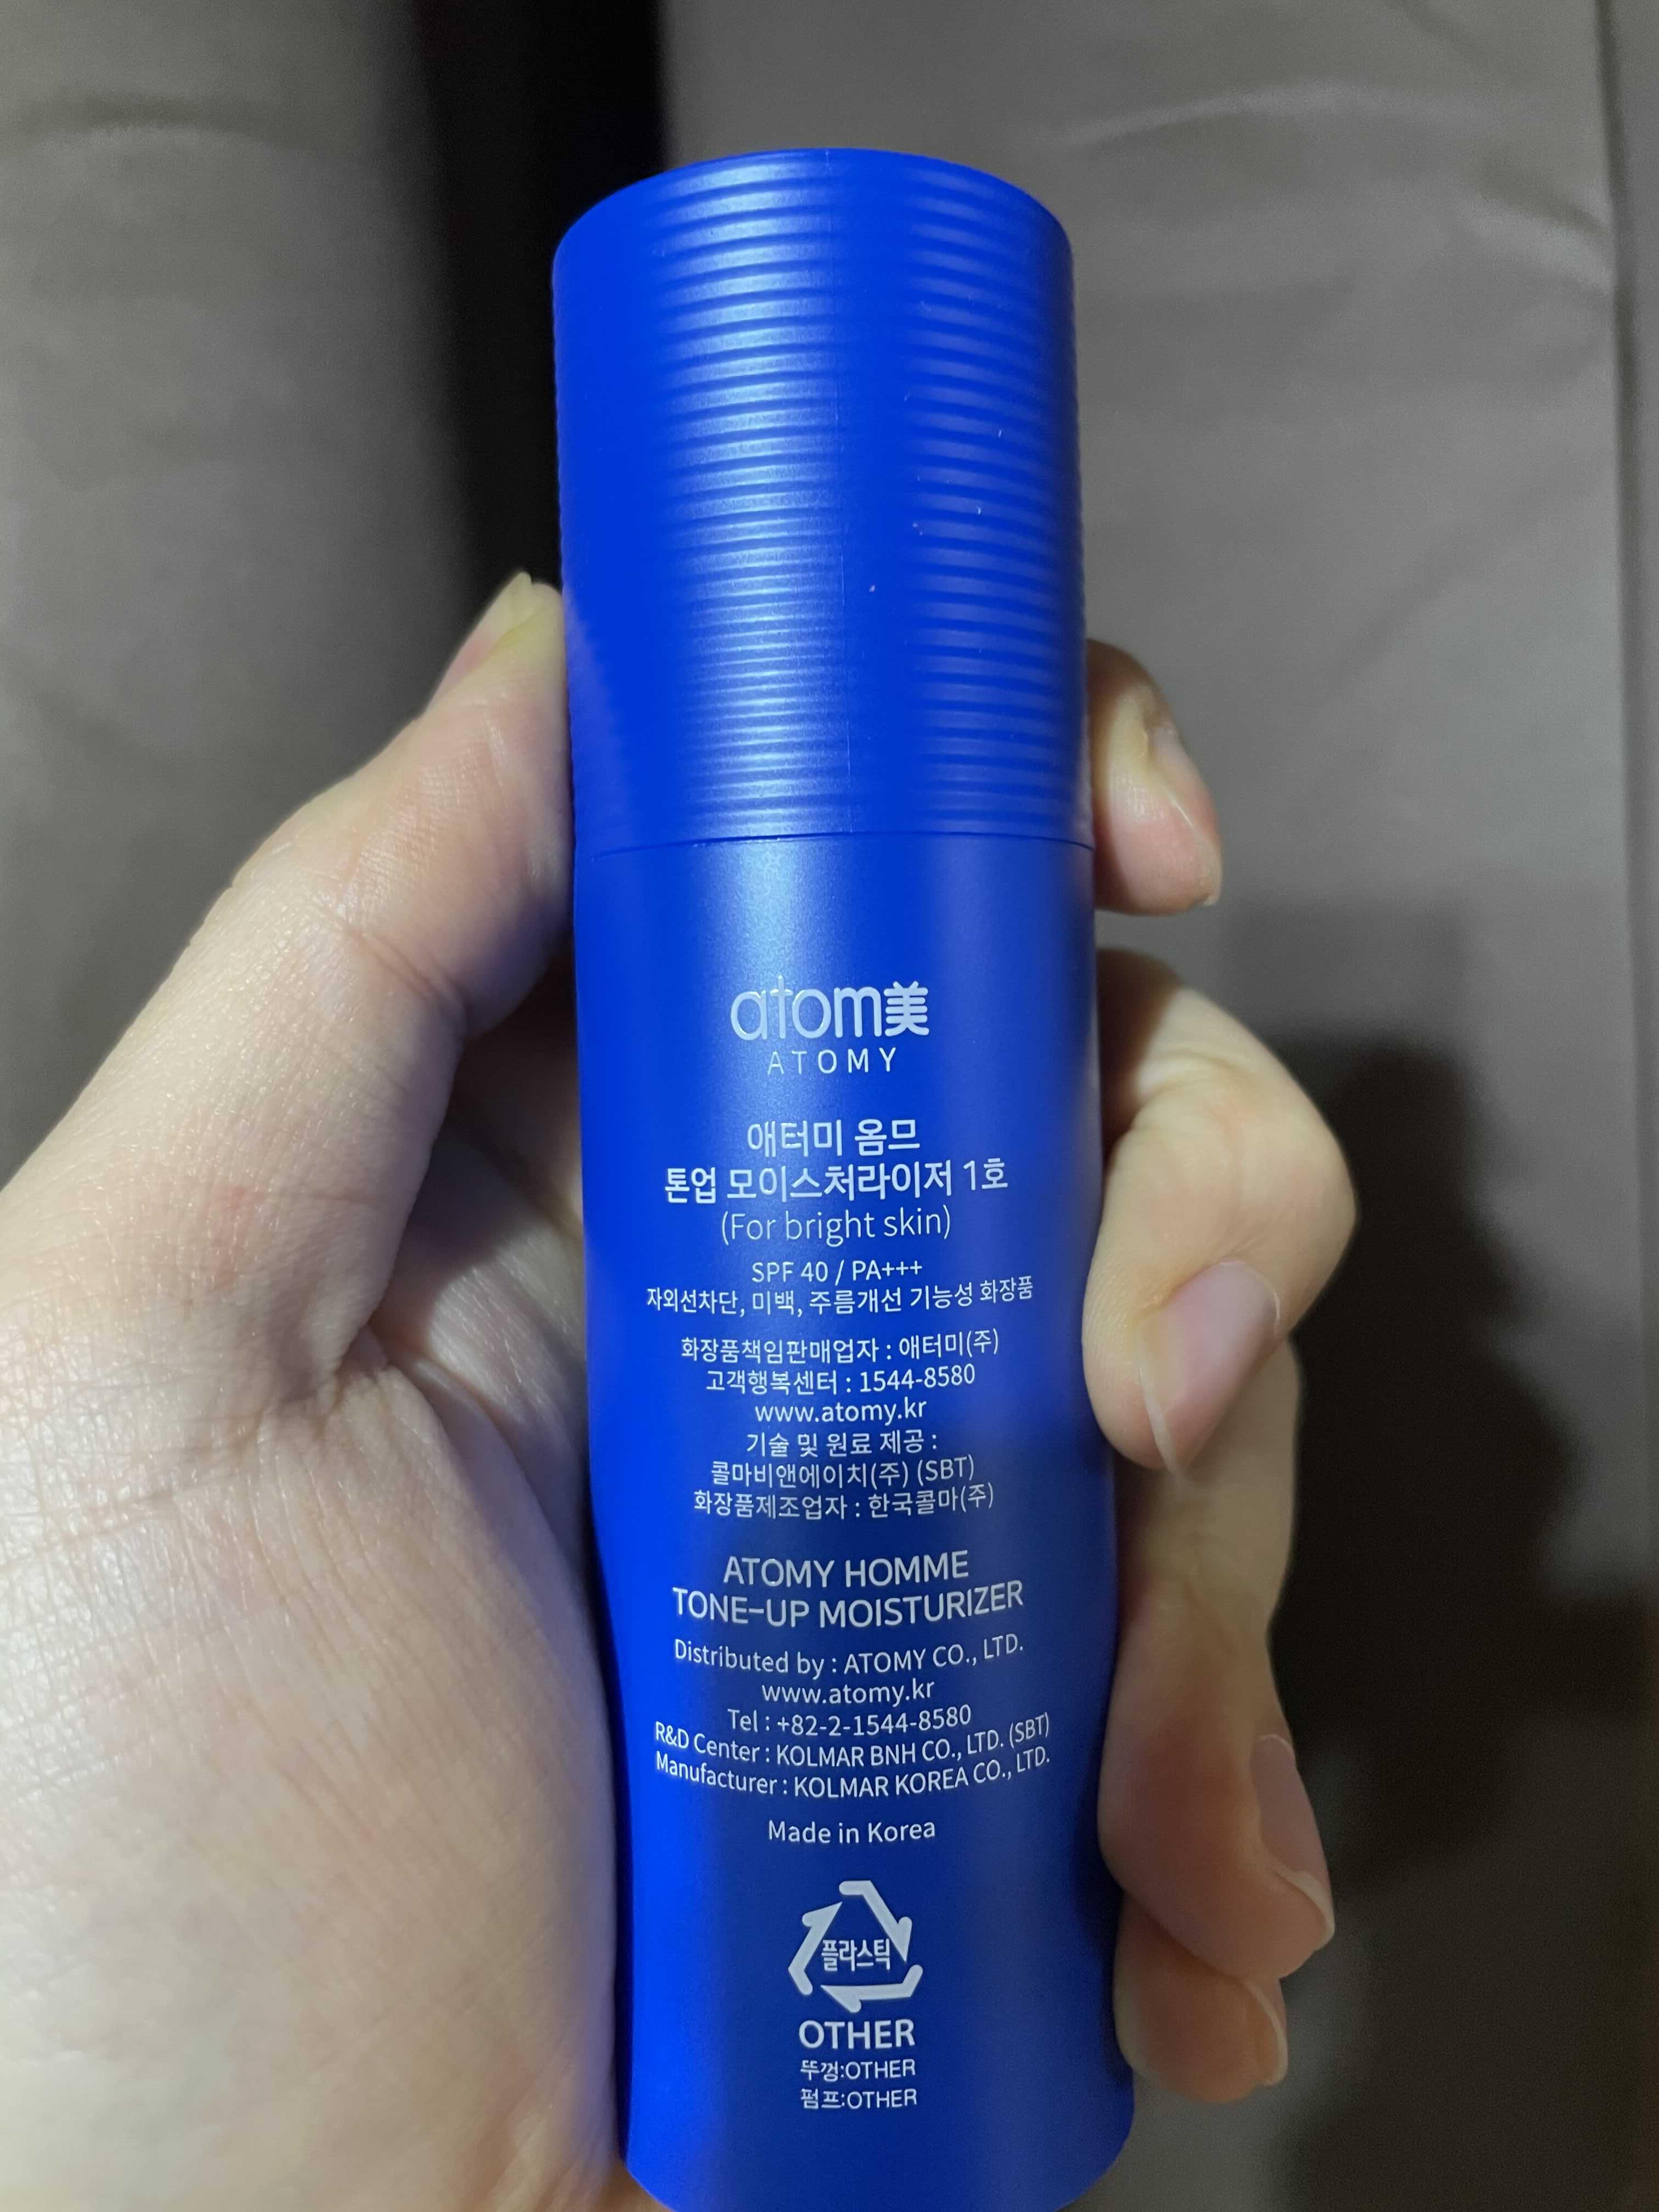 atom美
ATOMY
애터미 옴므
톤업 모이스처라이저 1호
(For bright skin)
SPF 40 / PA+++
자외선차단, 미백, 주름개선 기능성 화장품
화장품책임판매업자 : 애터미(주)
고객행복센터 : 1544-8580
www.atomy.kr
기술 및 원료 제공 :
콜마비앤에이치(주) (SBT)
화장품제조업자 : 한국콜마(주)
ATOMY HOMME
TONE-UP MOISTURIZER
Distributed by : ATOMY CO., LTD.
www.atomy.kr
Tel : +82-2-1544-8580
R&D Center : KOLMAR BNH CO., LTD. (SBT)
Manufacturer : KOLMAR KOREA CO., LTD.
Made in Korea
플라스틱
OTHER
뚜껑:OTHER
펌프:OTHER